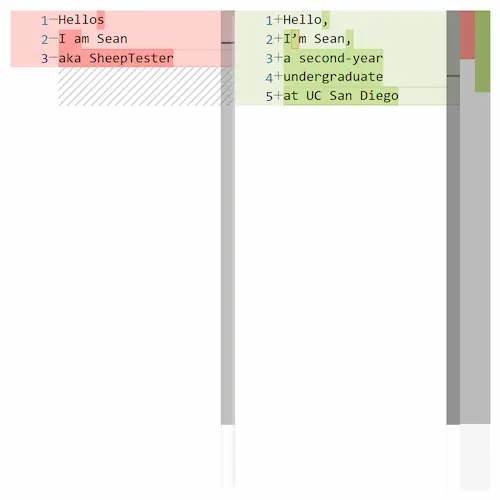 1−Hellos
2−I am Sean
3−aka SheepTester
1+Hello,
2+I’m Sean,
3+a second-year
4+undergraduate
5+at UC San Diego